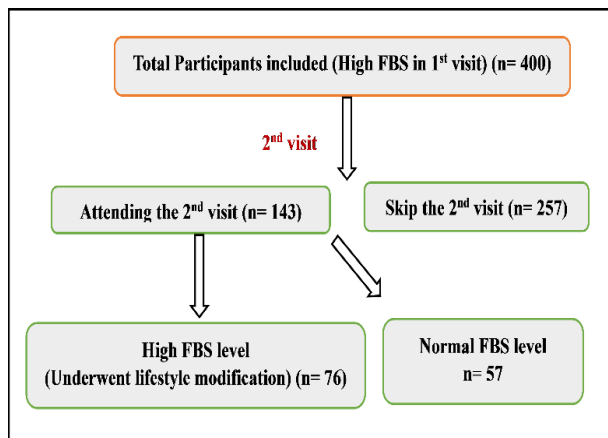 Total Participants included (High FBS in 1st visit) (n= 400)
2nd visit
Attending the 2nd visit (n= 143)
Skip the 2nd visit (n= 257)
High FBS level
(Underwent lifestyle modification) (n= 76)
Normal FBS level
n= 57